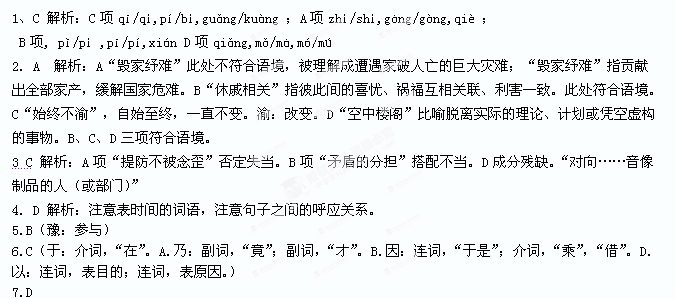 1、C 解析：C项 qī/qì,pí/bì,guǎng/kuàng ；A项 zhì/shì,gōng/gòng,qiè ；
B项, pǐ/pi ,pī/pí,xián D项 qiǎng,mǒ/mò,mó/mú
2. A 解析：A“毁家纾难”此处不符合语境，被理解成遭遇家破人亡的巨大灾难；“毁家纾难”指贡献
出全部家产，缓解国家危难。B“休戚相关”指彼此间的喜忧、祸福互相关联、利害一致。此处符合语境。
C“始终不渝”，自始至终，一直不变。渝：改变。D“空中楼阁”比喻脱离实际的理论、计划或凭空虚构
的事物。B、C、D三项符合语境。
3 C 解析：A项“提防不被念歪”否定失当。B项“矛盾的分担”搭配不当。D成分残缺。“对向……音像
制品的人（或部门）”
4. D 解析：注意表时间的词语，注意句子之间的呼应关系。
5.B（豫：参与）
6.C（于：介词，“在”。A.乃：副词，“竟”；副词，“才”。B.因：连词，“于是”；介词，“乘”，“借”。D.
以：连词，表目的；连词，表原因。）
7.D